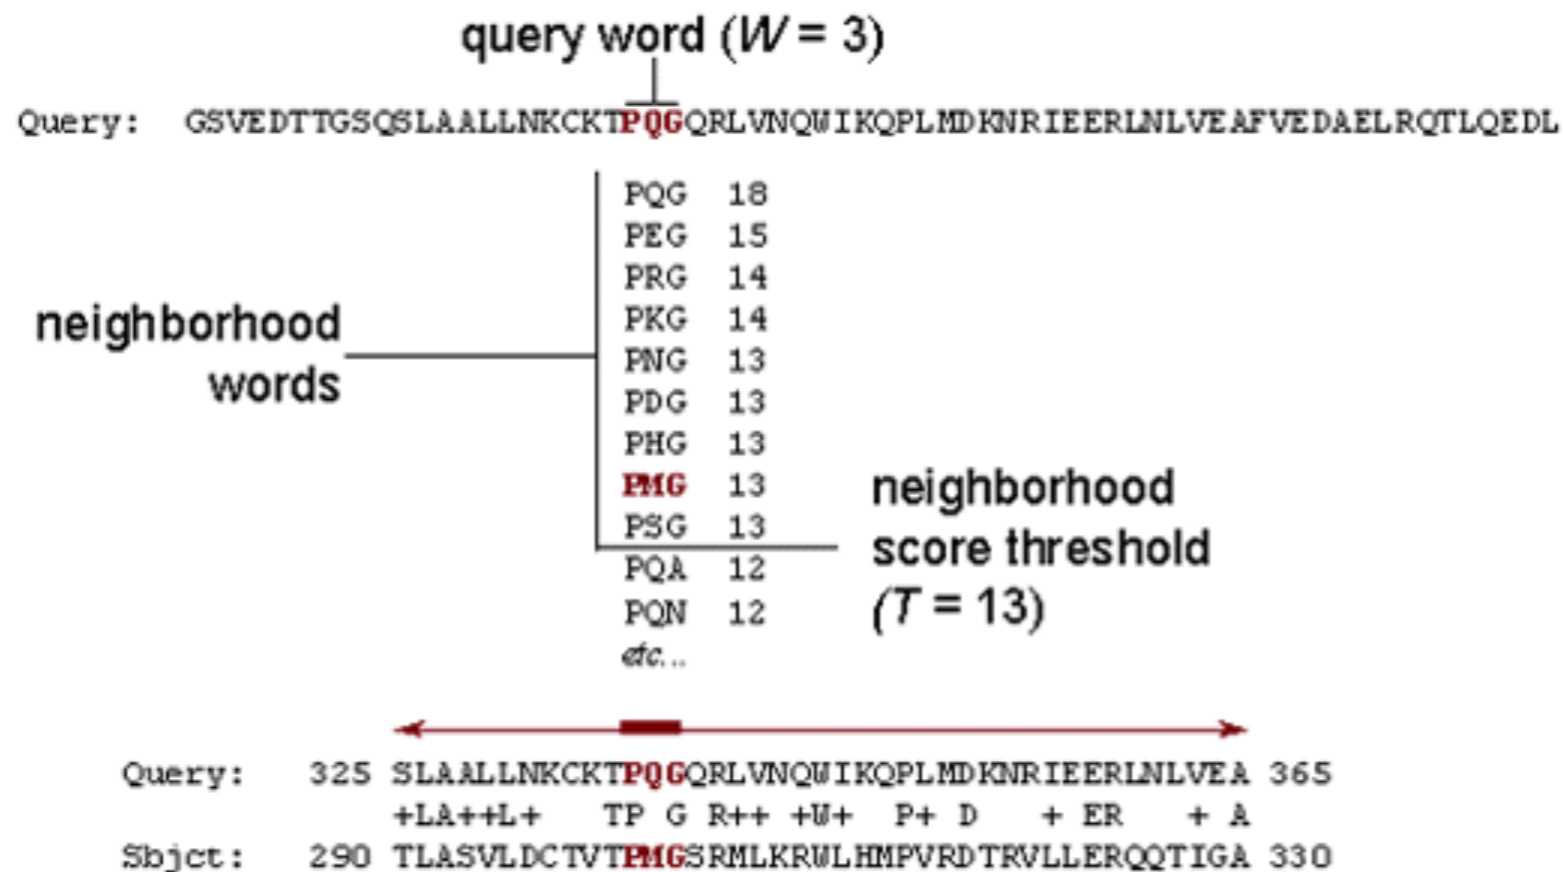 query word (W = 3)
Query: GSVEDTTGSQSLAALLNKCKTPQGQRLVNQWIKQPLMDKNRIEERLNLVEAFVEDAELRQTLQEDL
PQG 18
PEG 15
PRG 14
PKG 14
PNG 13
PDG 13
PHG 13
PMG 13
PSG 13
PQA 12
PQN 12
etc...
neighborhood
words
neighborhood
score threshold
(T = 13)
Query: 325 SLAALLNKCKTPQGQRLVNQWIKQPLMDKNRIEERLNLVEA 365
+LA++L+ TP G R++ +W+ P+ D + ER + A
Sbjct: 290 TLASVLDCTVTPMGSRMLKRWLHMPVRDTRVLLERQQTIGA 330